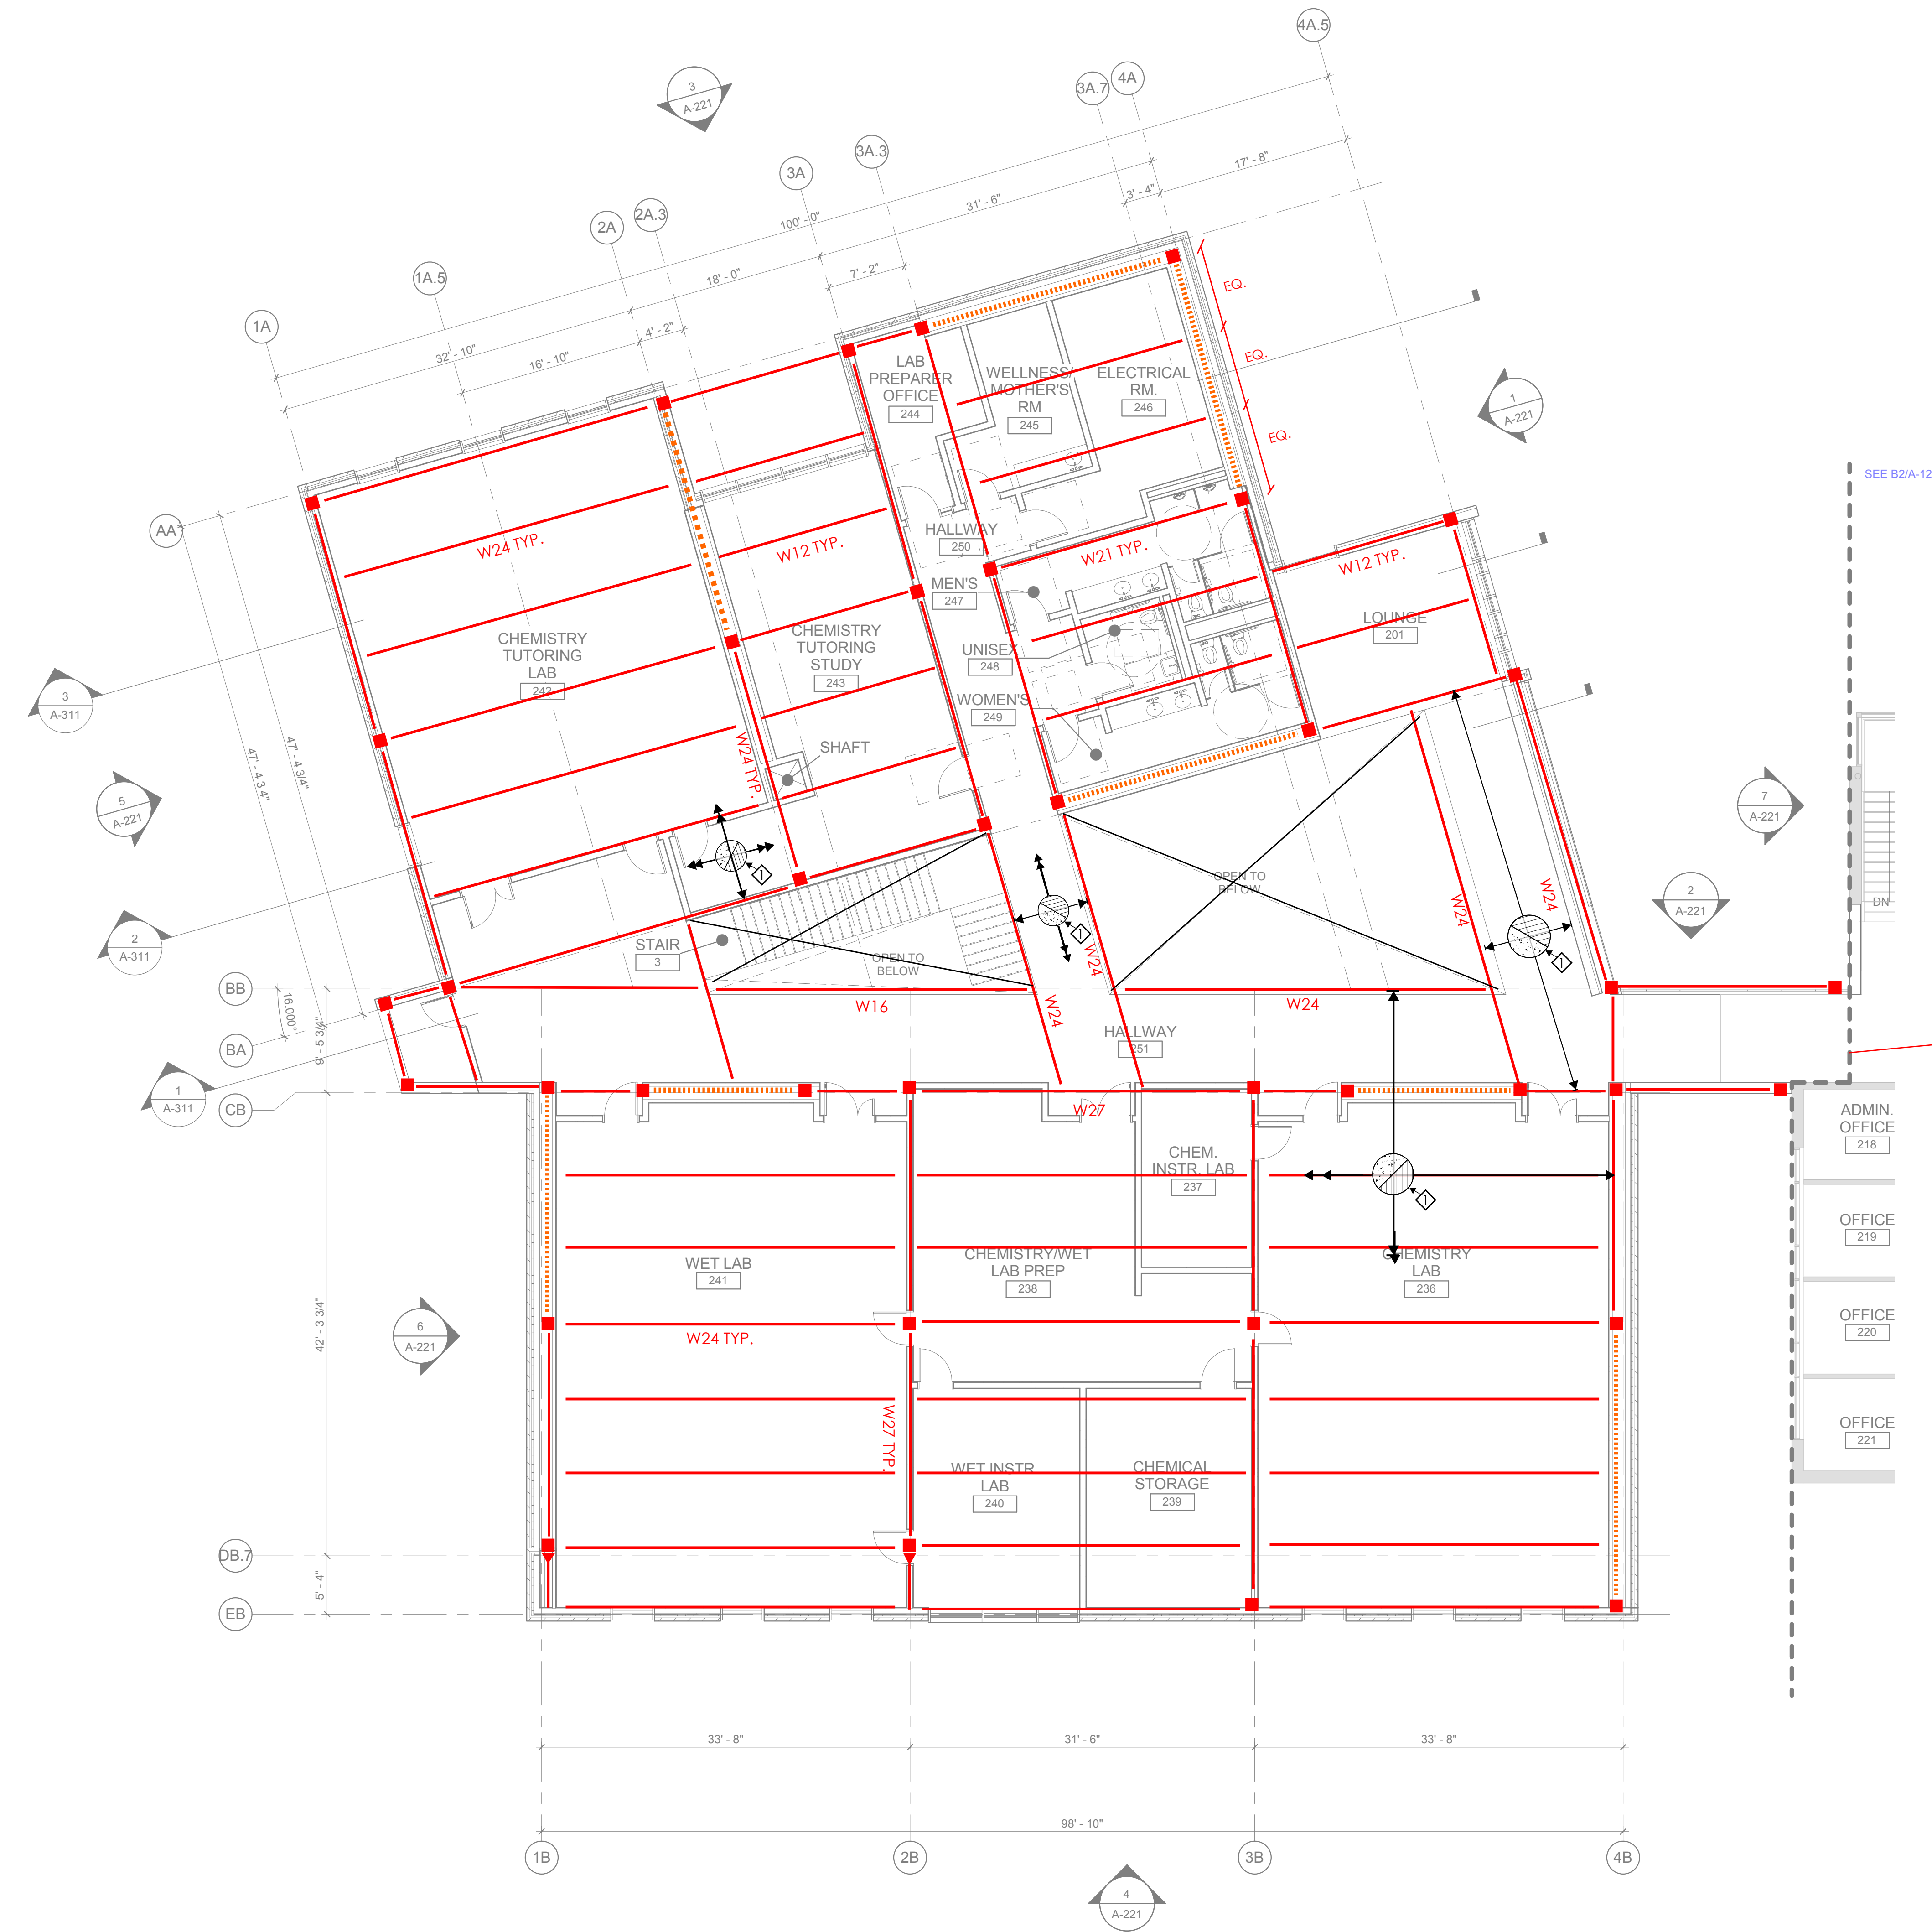 4A.5
3A.7
4A
3
A-221
3A.3
3A
2A.3
2A
1A.5
1A
17' - 8"
3' - 4"
31' - 6"
100' - 0"
7' - 2"
18' - 0"
4' - 2"
32' - 10"
16' - 10"
EQ.
EQ.
EQ.
LAB
PREPARER
OFFICE
244
WELLNESS/
MOTHER'S
RM
245
ELECTRICAL
RM.
246
1
A-221
SEE B2/A-12
AA
W24 TYP.
W12 TYP.
HALLWAY
250
W21 TYP.
W12 TYP.
MEN'S
247
LOUNGE
201
CHEMISTRY
TUTORING
LAB
242
CHEMISTRY
TUTORING
STUDY
243
UNISEX
248
WOMEN'S
249
3
A-311
47' - 4 3/4"
47' - 4 3/4"
W24 TYP.
SHAFT
5
A-221
7
A-221
1
OPEN TO
BELOW
W24
W24
2
A-221
DN
1
1
2
A-311
STAIR
3
OPEN TO
BELOW
W24
BB
16.000°
W16
W24
W24
HALLWAY
251
BA
9' - 5 3/4"
1
A-311
CB
W27
ADMIN.
OFFICE
218
CHEM.
INSTR. LAB
237
1
OFFICE
219
WET LAB
241
CHEMISTRY/WET
LAB PREP
238
CHEMISTRY
LAB
236
6
A-221
42' - 3 3/4"
W24 TYP.
OFFICE
220
W27 TYP.
OFFICE
221
WET INSTR.
LAB
240
CHEMICAL
STORAGE
239
DB.7
5' - 4"
EB
33' - 8"
31' - 6"
33' - 8"
98' - 10"
1B
2B
3B
4B
4
A-221